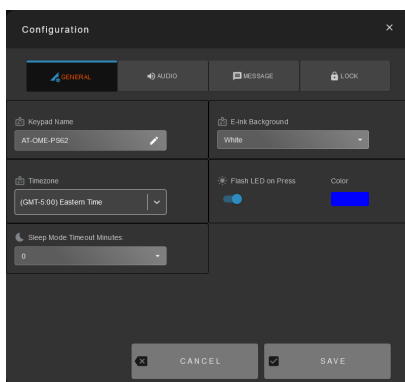 Configuration
GENERAL
AUDIO
MESSAGE
LOCK
Keypad Name
E-ink Background
AT-OME-PS62
White
Timezone
Flash LED on Press
Color
(GMT-5:00) Eastern Time
Sleep Mode Timeout Minutes:
0
CANCEL
SAVE